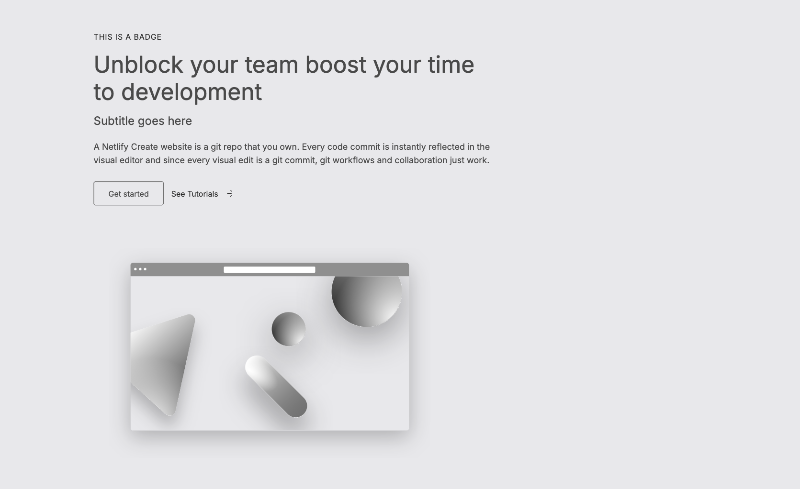 THIS IS A BADGE
Unblock your team boost your time
to development
Subtitle goes here
A Netlify Create website is a git repo that you own. Every code commit is instantly reflected in the
visual editor and since every visual edit is a git commit, git workflows and collaboration just work.
Get started
See Tutorials